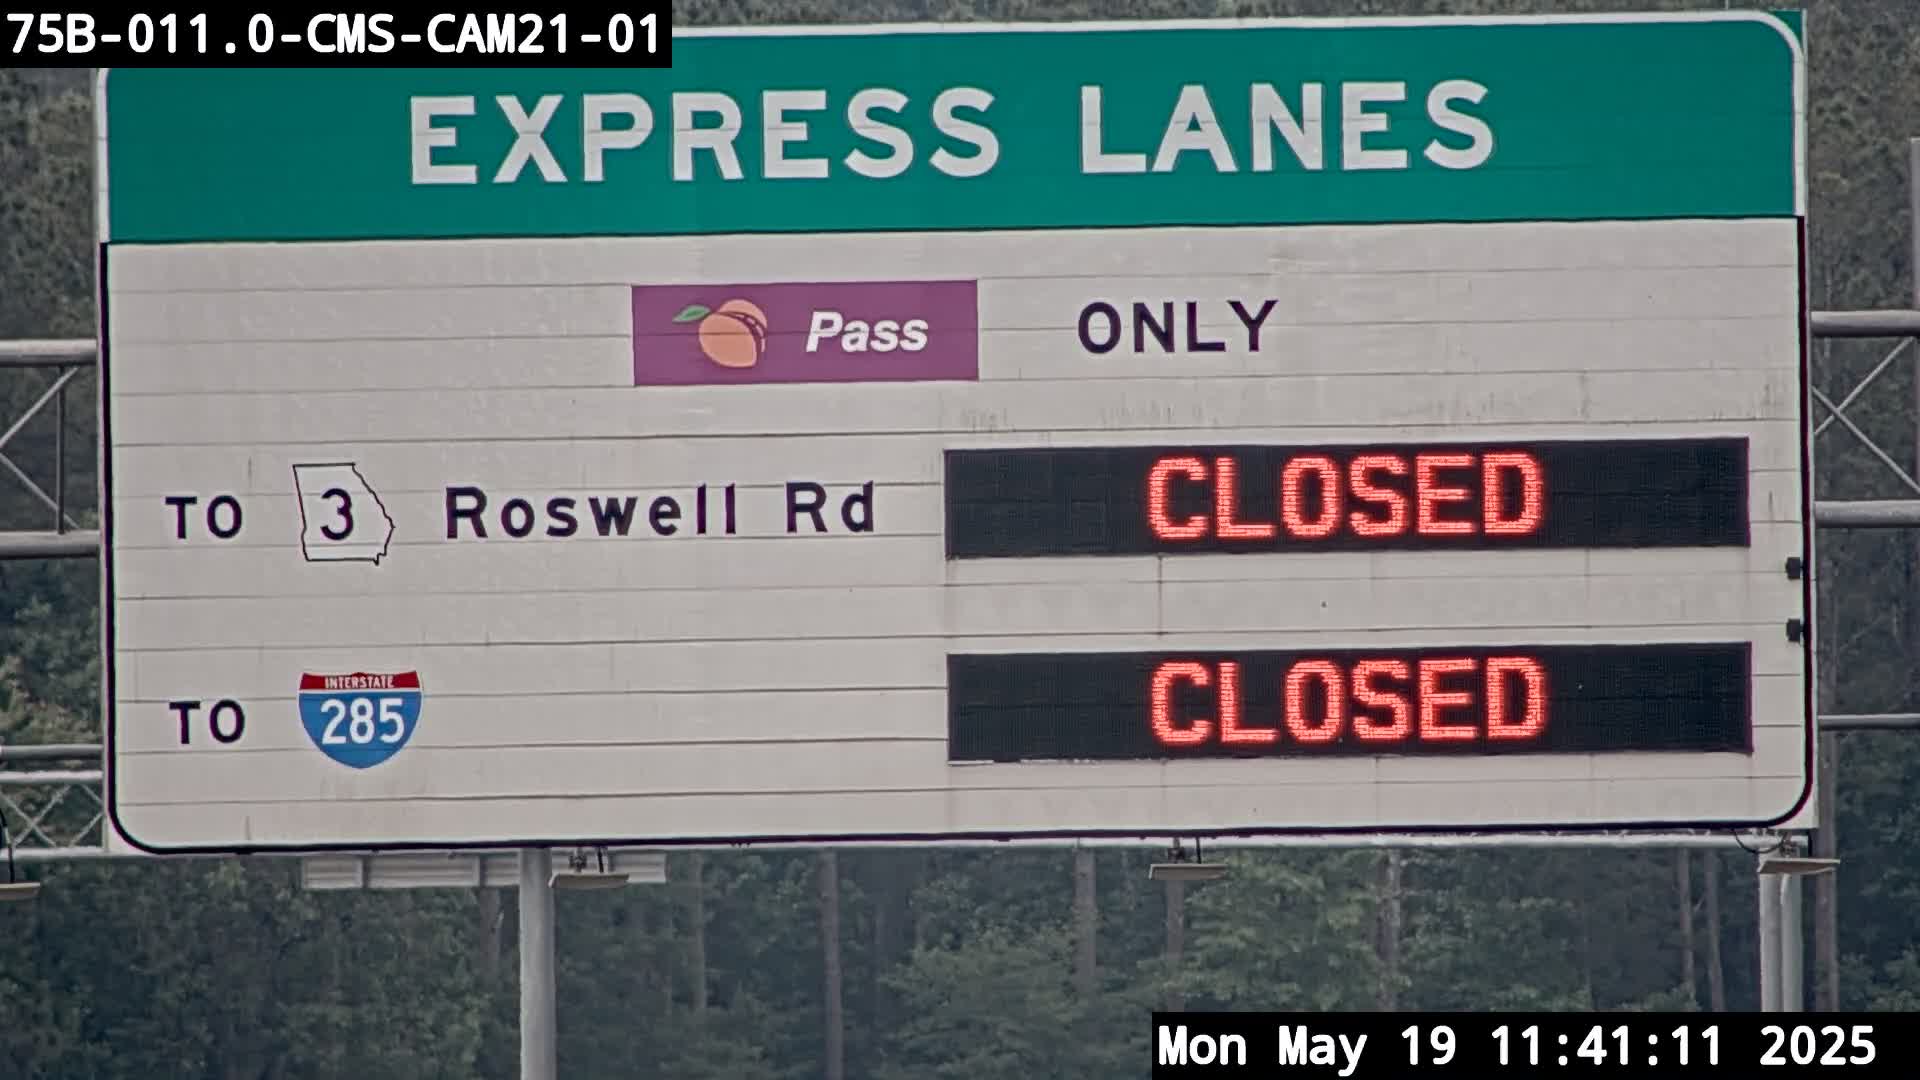 75B-011.0-CMS-CAM21-01
EXPRESS LANES
Pass ONLY
TO 3 Roswell Rd CLOSED
TO INTERSTATE 285 CLOSED
Mon May 19 11:41:11 2025